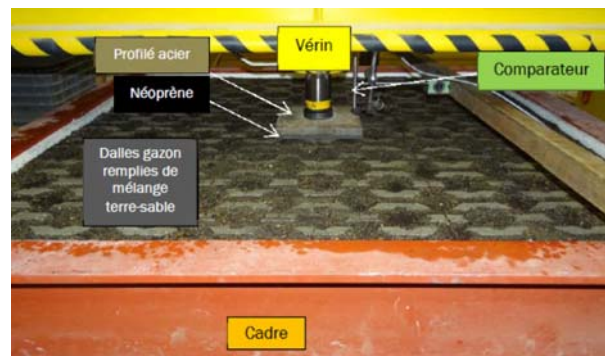 Profilé acier
Vérin
Comparateur
Néoprène
Dalles gazon
remplies de
mélange
terre-sable
Cadre